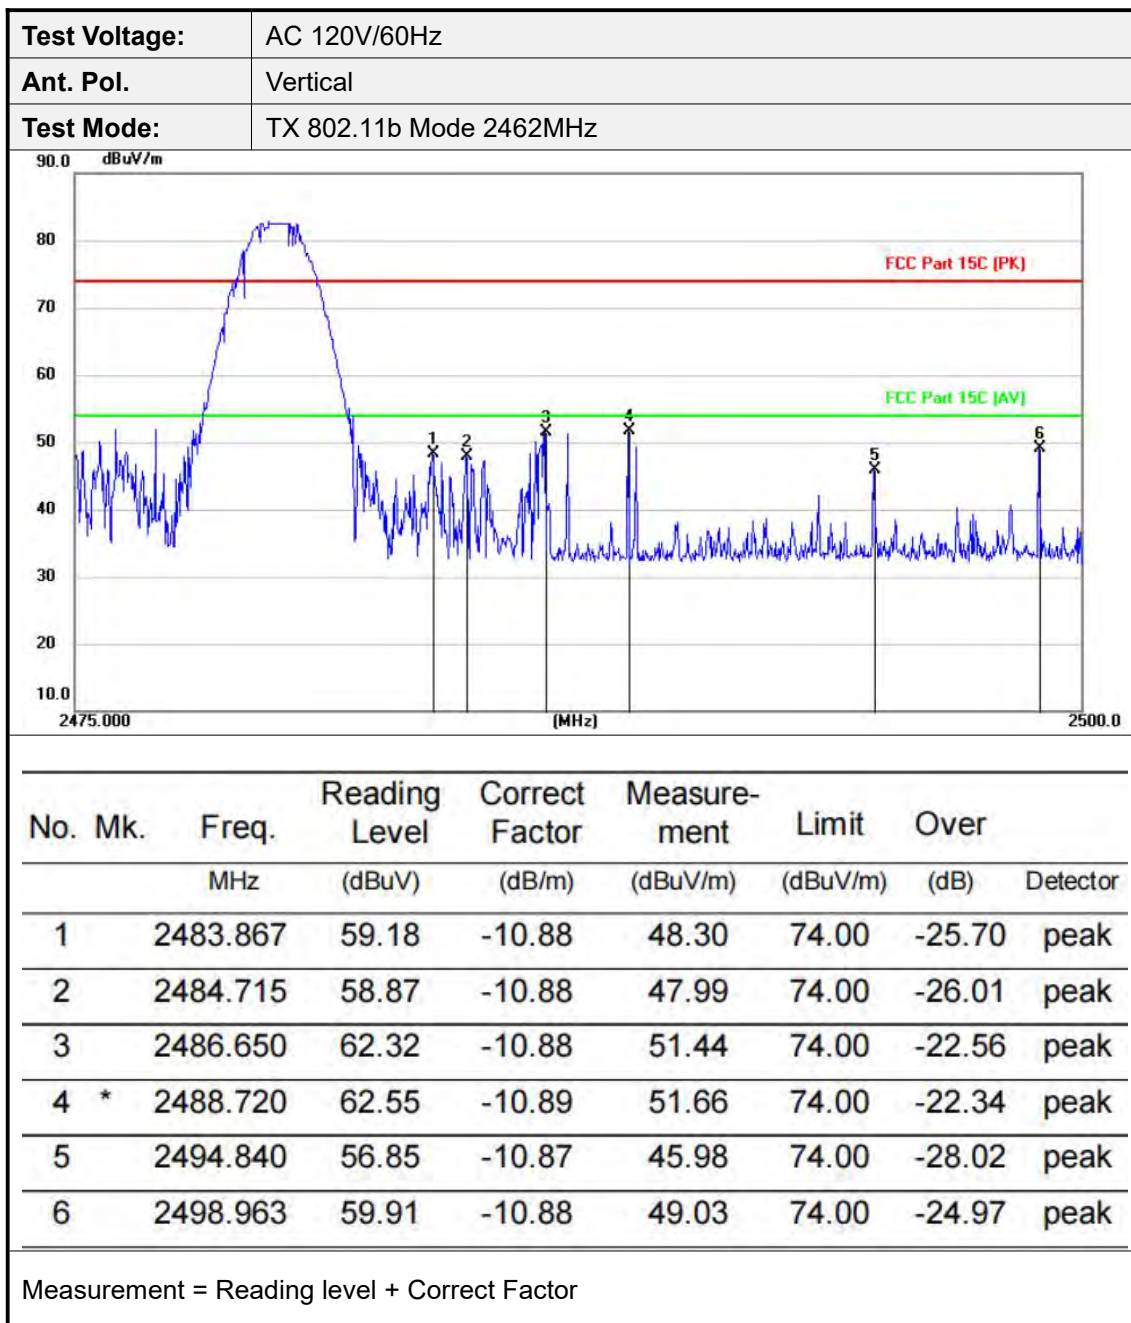 Test Voltage: AC 120V/60Hz
Ant. Pol. Vertical
Test Mode: TX 802.11b Mode 2462MHz
90.0 dBuV/m
80
FCC Part 15C (PK)
70
60
FCC Part 15C (AV)
50
1 2 3 4 5 6
40
30
20
10.0
2475.000 (MHz) 2500.0
No. Mk. Freq. Reading Level Correct Factor Measure-ment Limit Over
MHz (dBuV) (dB/m) (dBuV/m) (dBuV/m) (dB) Detector
1 2483.867 59.18 -10.88 48.30 74.00 -25.70 peak
2 2484.715 58.87 -10.88 47.99 74.00 -26.01 peak
3 2486.650 62.32 -10.88 51.44 74.00 -22.56 peak
4 * 2488.720 62.55 -10.89 51.66 74.00 -22.34 peak
5 2494.840 56.85 -10.87 45.98 74.00 -28.02 peak
6 2498.963 59.91 -10.88 49.03 74.00 -24.97 peak
Measurement = Reading level + Correct Factor